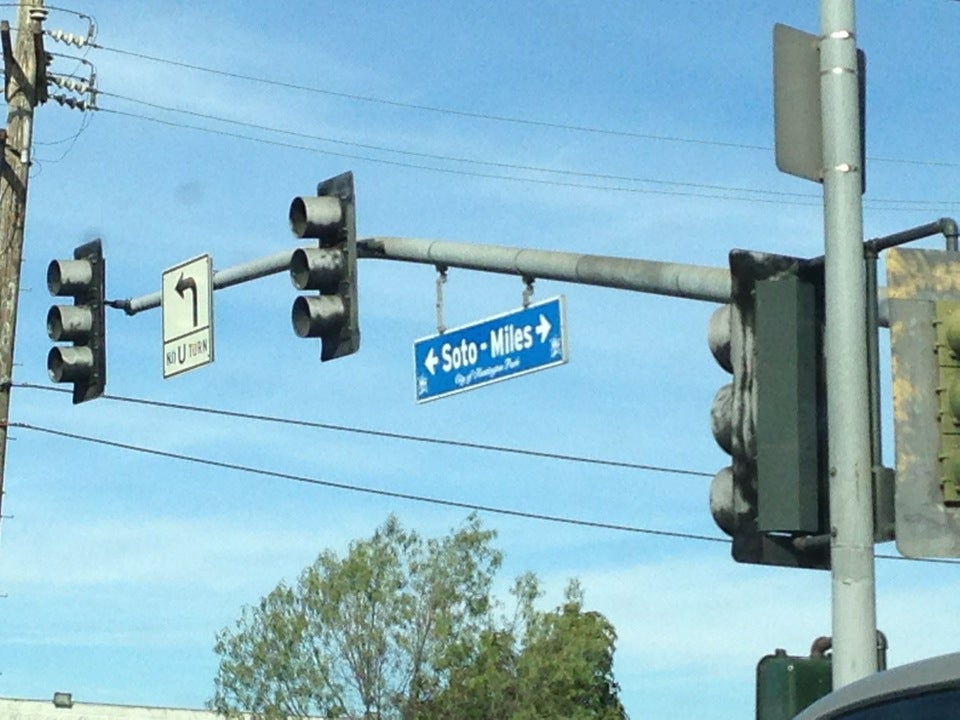 NO U TURN
Soto - Miles
City of Huntington Park